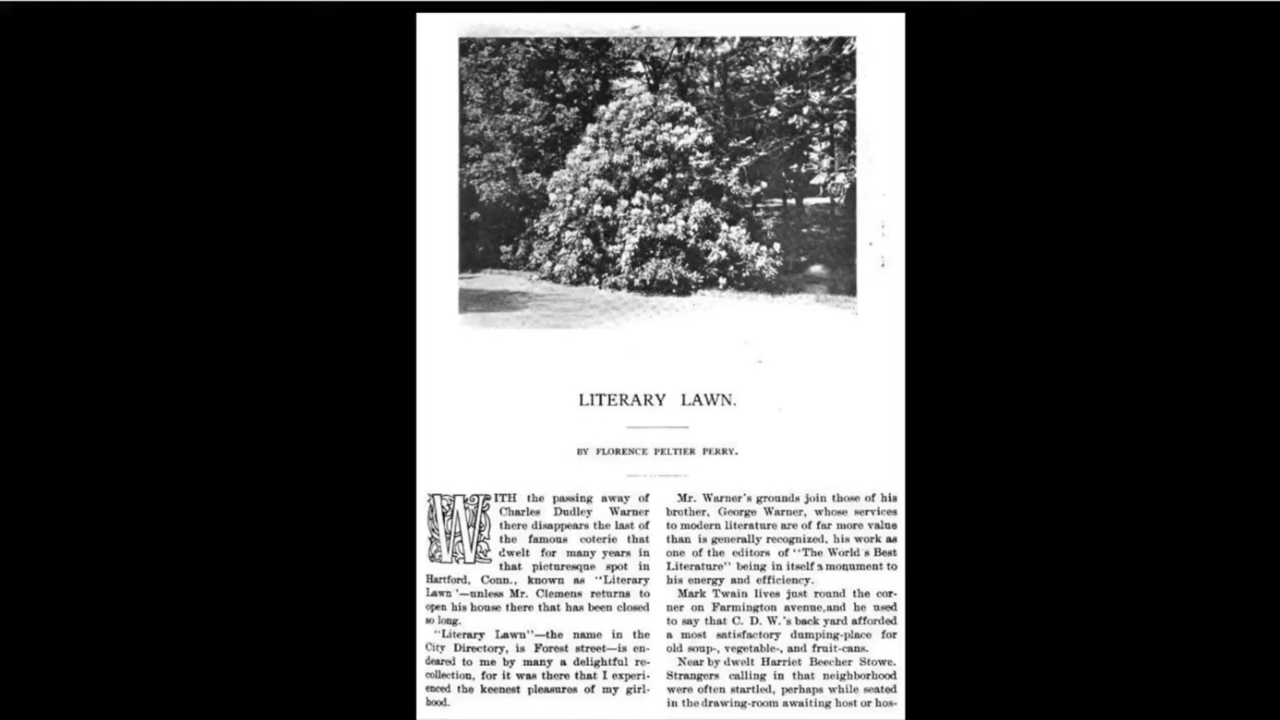 LITERARY LAWN.
BY FLORENCE PELTIER PERRY.
WITH the passing away of
Charles Dudley Warner
there disappears the last of
the famous coterie that
dwelt for many years in
that picturesque spot in
Hartford, Conn., known as "Literary
Lawn'—unless Mr. Clemens returns to
open his house there that has been closed
so long.
"Literary Lawn"—the name in the
City Directory, is Forest street—is en-
deared to me by many a delightful re-
collection, for it was there that I experi-
enced the keenest pleasures of my girl-
hood.
Mr. Warner's grounds join those of his
brother, George Warner, whose services
to modern literature are of far more value
than is generally recognized, his work as
one of the editors of "The World's Best
Literature" being in itself a monument to
his energy and efficiency.
Mark Twain lives just round the cor-
ner on Farmington avenue, and he used
to say that C. D. W.'s back yard afforded
a most satisfactory dumping-place for
old soup-, vegetable-, and fruit-cans.
Near by dwelt Harriet Beecher Stowe.
Strangers calling in that neighborhood
were often startled, perhaps while seated
in the drawing-room awaiting host or hos-